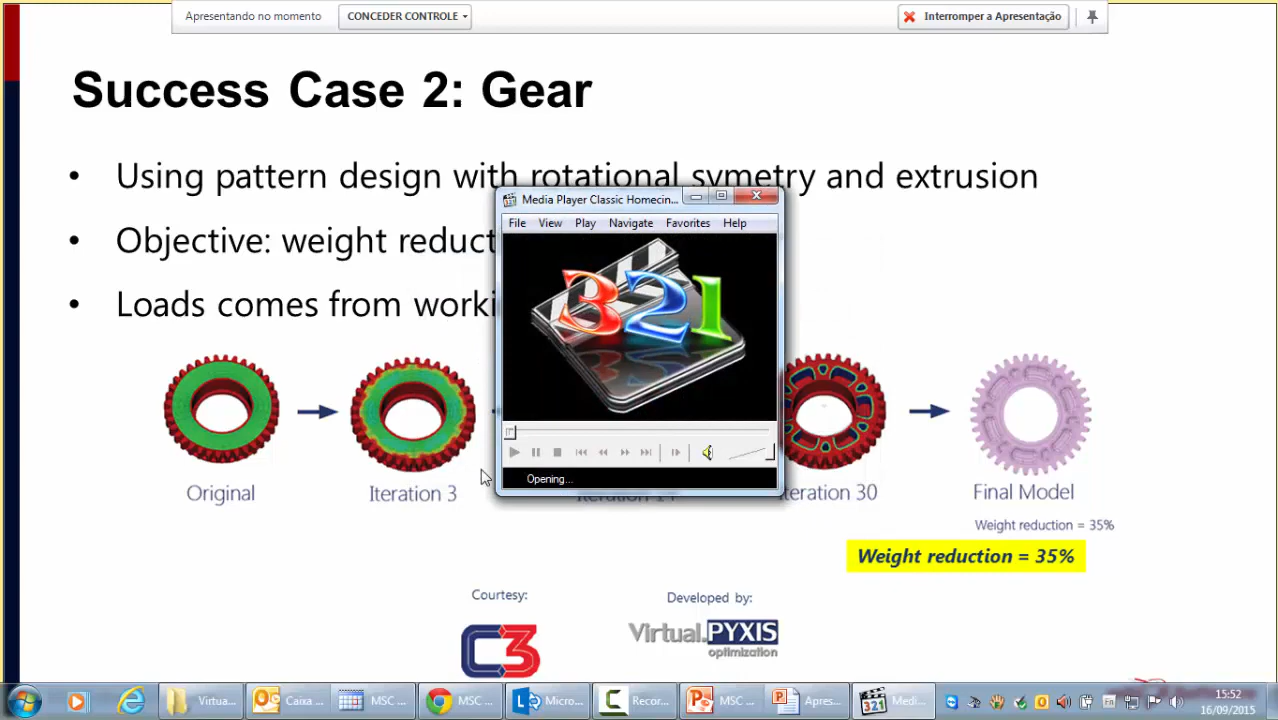 Apresentando no momento CONCEDER CONTROLE Interromper a Apresentação
Success Case 2: Gear
• Using pattern design with rotational symetry and extrusion
• Objective: weight reduct
• Loads comes from worki
Media Player Classic Homecin...
File View Play Navigate Favorites Help
321
Opening...
Original Iteration 3 Iteration 30 Final Model
Weight reduction = 35%
Weight reduction = 35%
Courtesy: Developed by:
C3 Virtual.PYXIS
optimization
Virtua... Caixa ... MSC ... MSC ... Micro... Recor... MSC ... Apres... Medi... 15:52
16/09/2015